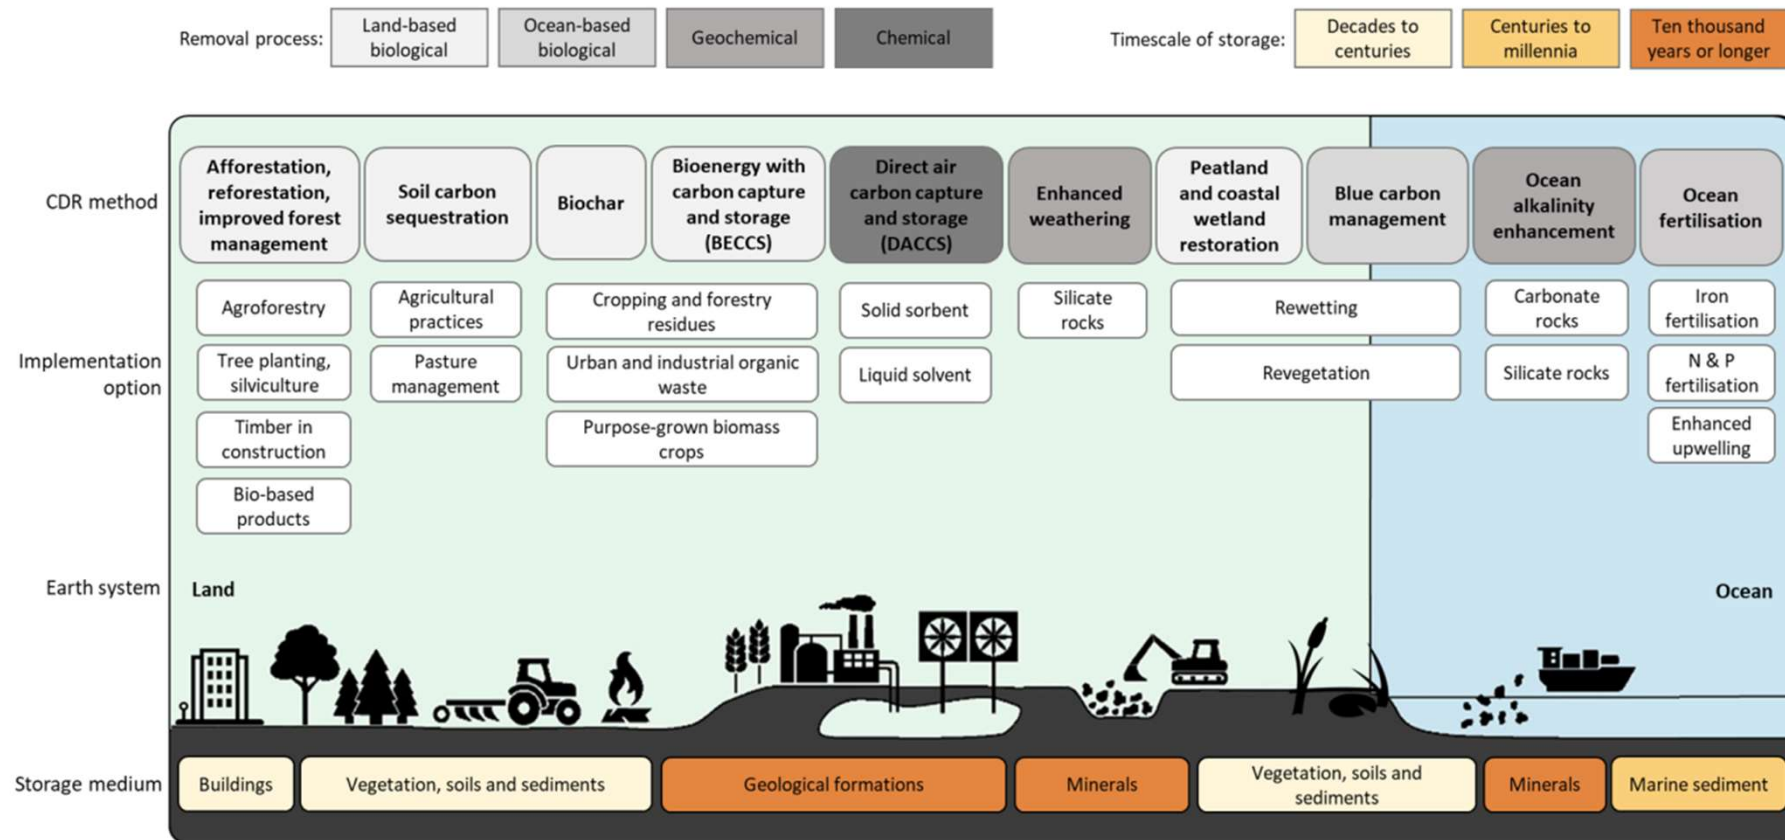 Removal process:
Land-based
biological
Ocean-based
biological
Geochemical
Chemical
Timescale of storage:
Decades to
centuries
Centuries to
millennia
Ten thousand
years or longer
CDR method
Afforestation,
reforestation,
improved forest
management
Soil carbon
sequestration
Biochar
Bioenergy with
carbon capture
and storage
(BECCS)
Direct air
carbon capture
and storage
(DACCS)
Enhanced
weathering
Peatland
and coastal
wetland
restoration
Blue carbon
management
Ocean
alkalinity
enhancement
Ocean
fertilisation
Implementation
option
Agroforestry
Tree planting,
silviculture
Timber in
construction
Bio-based
products
Agricultural
practices
Pasture
management
Cropping and forestry
residues
Urban and industrial organic
waste
Purpose-grown biomass
crops
Solid sorbent
Liquid solvent
Silicate
rocks
Rewetting
Revegetation
Carbonate
rocks
Silicate rocks
Iron
fertilisation
N & P
fertilisation
Enhanced
upwelling
Earth system
Land
Ocean
Storage medium
Buildings
Vegetation, soils and sediments
Geological formations
Minerals
Vegetation, soils and
sediments
Minerals
Marine sediment